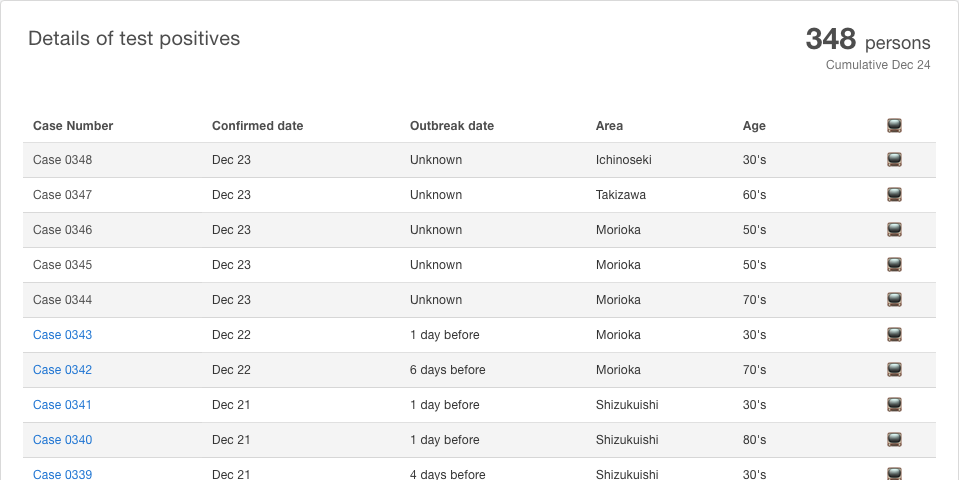 Details of test positives
348 persons
Cumulative Dec 24
Case Number Confirmed date Outbreak date Area Age
Case 0348 Dec 23 Unknown Ichinoseki 30's
Case 0347 Dec 23 Unknown Takizawa 60's
Case 0346 Dec 23 Unknown Morioka 50's
Case 0345 Dec 23 Unknown Morioka 50's
Case 0344 Dec 23 Unknown Morioka 70's
Case 0343 Dec 22 1 day before Morioka 30's
Case 0342 Dec 22 6 days before Morioka 70's
Case 0341 Dec 21 1 day before Shizukuishi 30's
Case 0340 Dec 21 1 day before Shizukuishi 80's
Case 0339 Dec 21 4 days before Shizukuishi 30's